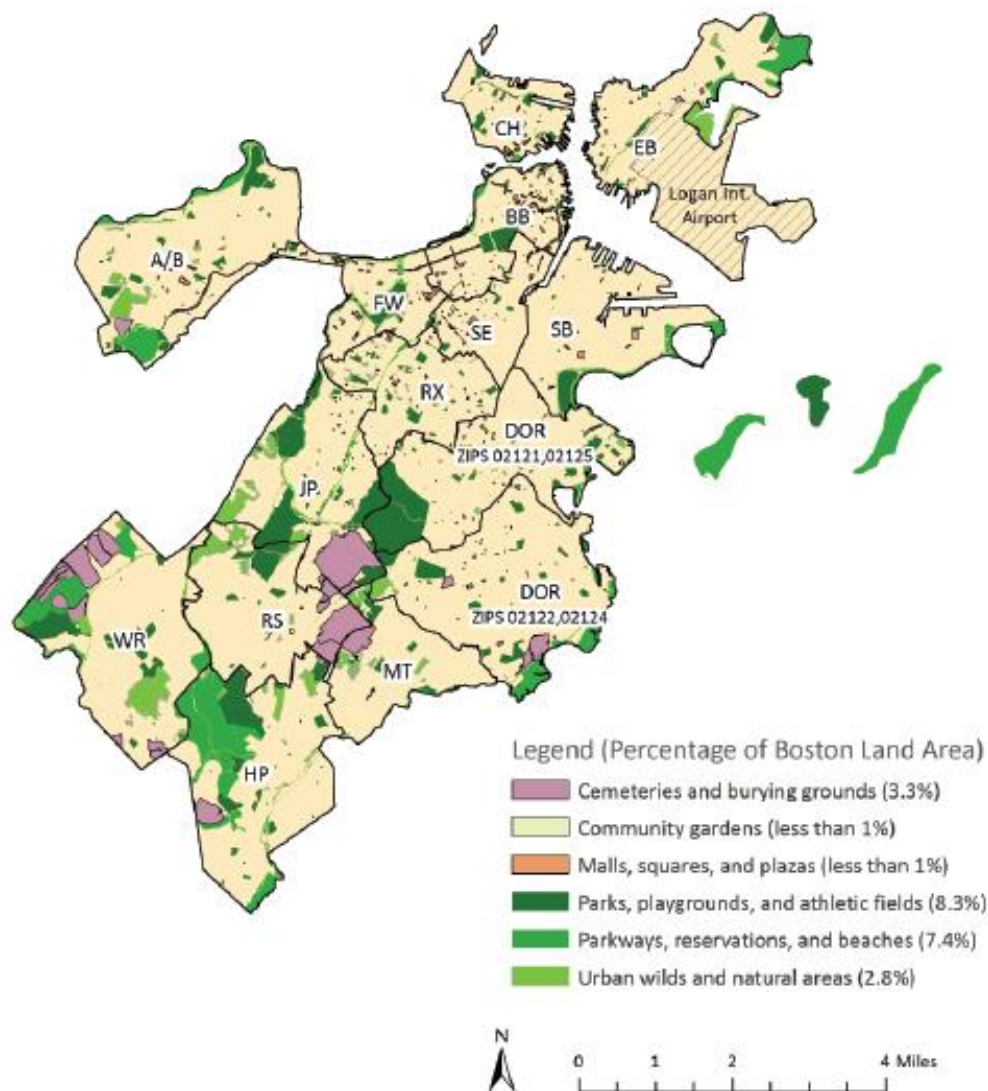 CH
EB
Logan Int.
Airport
BB
A/B
FW
SE
SB
RX
DOR
ZIPS 02121,02125
JP
DOR
ZIPS 02122,02124
RS
WR
MT
HP
Legend (Percentage of Boston Land Area)
Cemeteries and burying grounds (3.3%)
Community gardens (less than 1%)
Malls, squares, and plazas (less than 1%)
Parks, playgrounds, and athletic fields (8.3%)
Parkways, reservations, and beaches (7.4%)
Urban wilds and natural areas (2.8%)
N
0 1 2 4 Miles